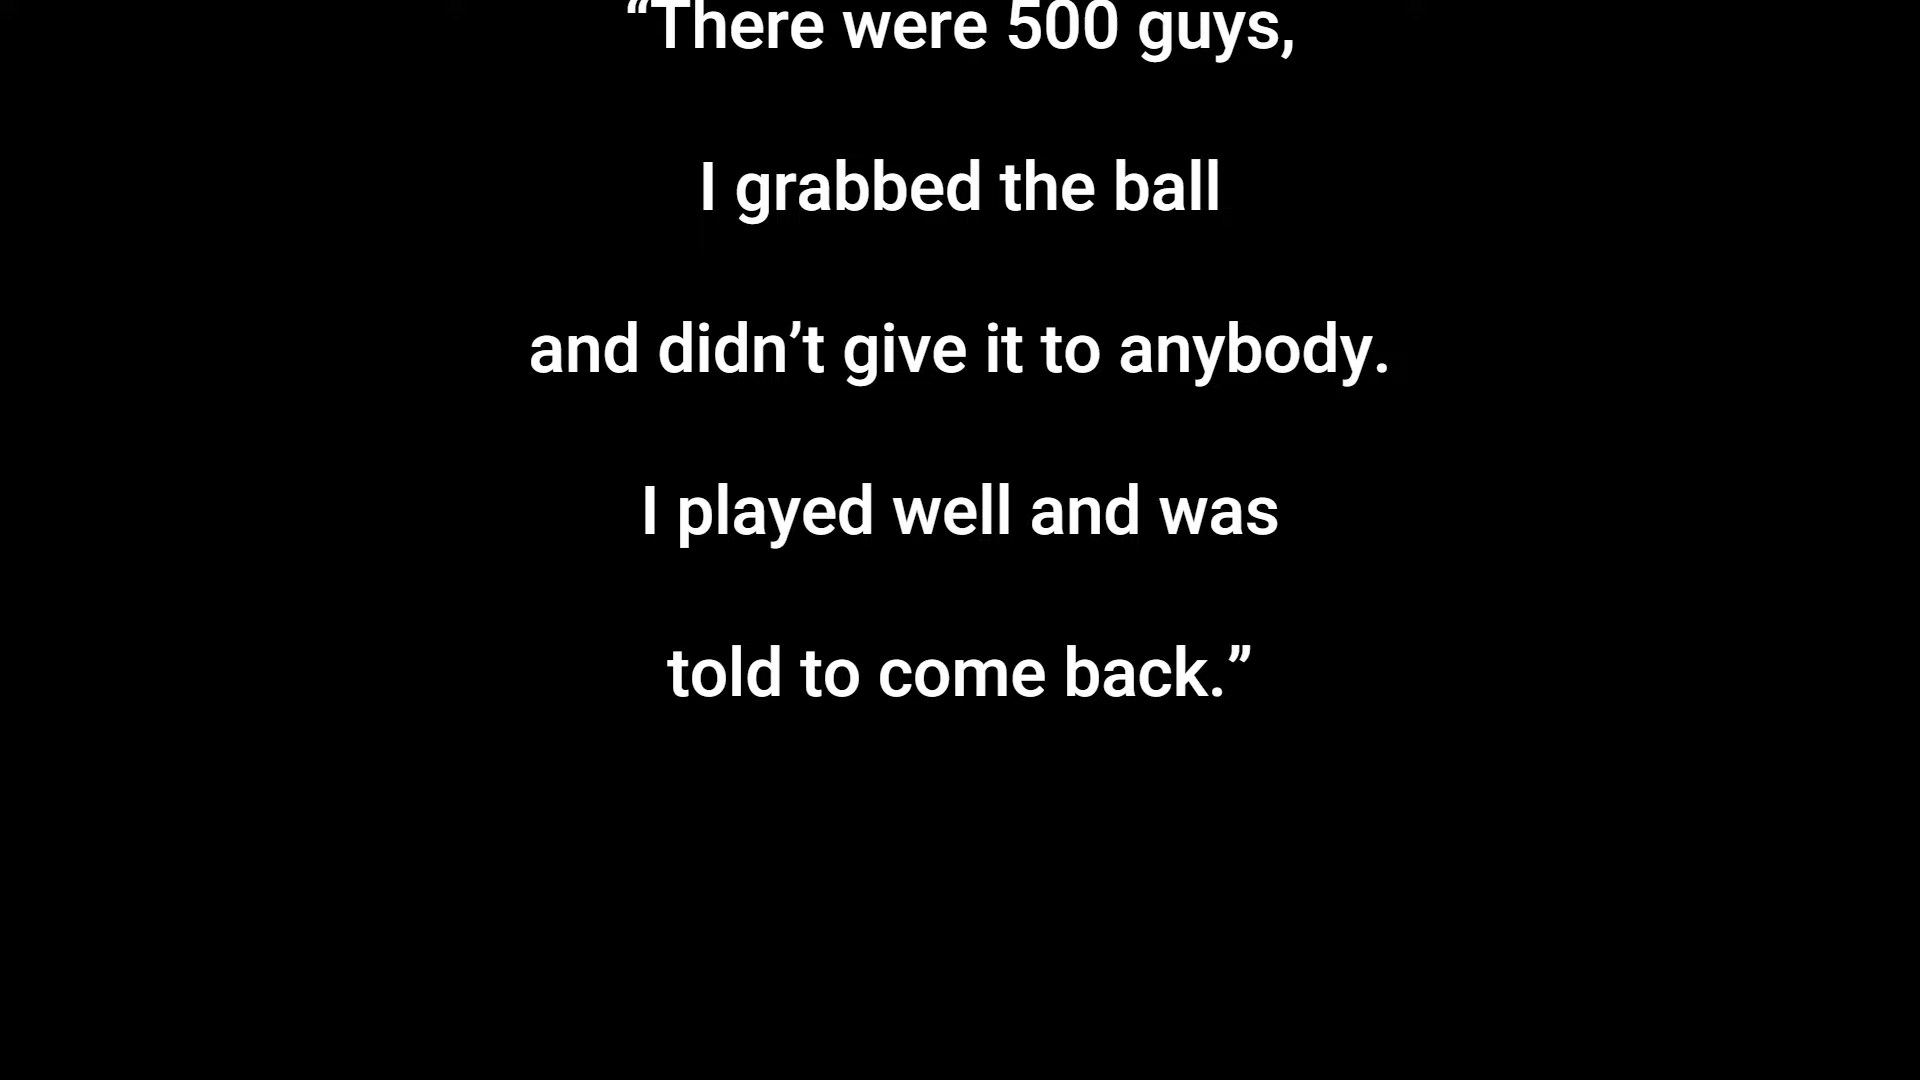 “There were 500 guys,
I grabbed the ball
and didn’t give it to anybody.
I played well and was
told to come back.”